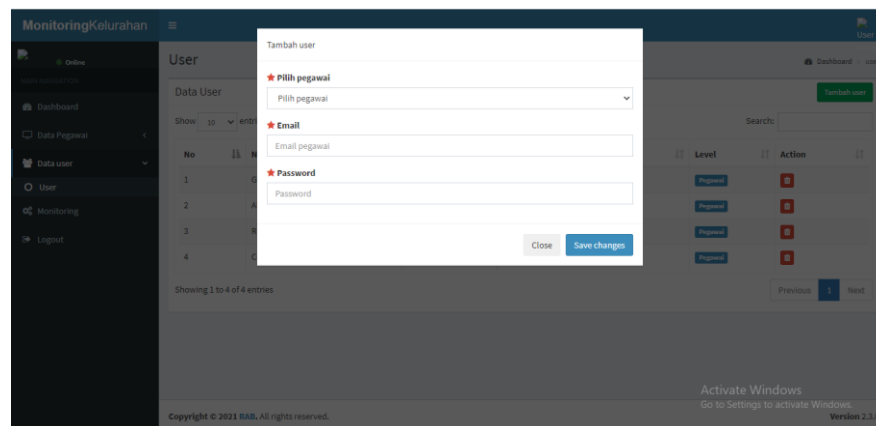 MonitoringKelurahan
User
Online
MAIN NAVIGATION
Dashboard
Data Pegawai
Data user
User
Monitoring
Logout
User
Dashboard
Data User
Tambah user
Show 10 entri
Search:
No
Level
Action
1
Pegawai
2
Pegawai
3
Pegawai
4
Pegawai
Showing 1 to 4 of 4 entries
Previous 1 Next
Tambah user
Pilih pegawai
Pilih pegawai
Email
Email pegawai
Password
Password
Close Save changes
Activate Windows
Go to Settings to activate Windows.
Copyright © 2021 RAB. All rights reserved.
Version 2.3.